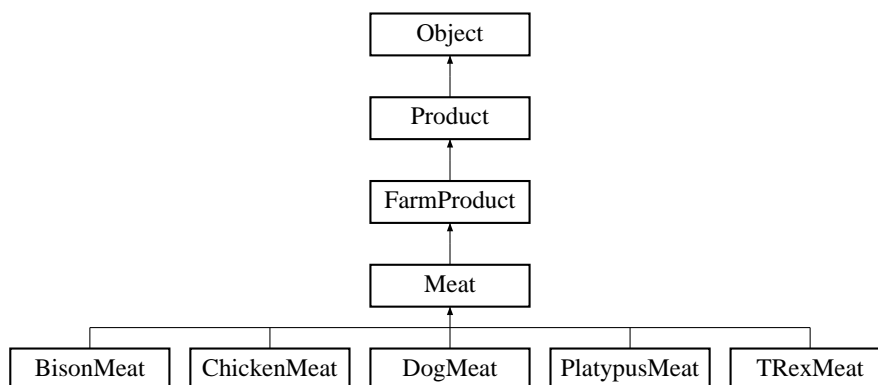 Object
Product
FarmProduct
Meat
BisonMeat ChickenMeat DogMeat PlatypusMeat TRexMeat